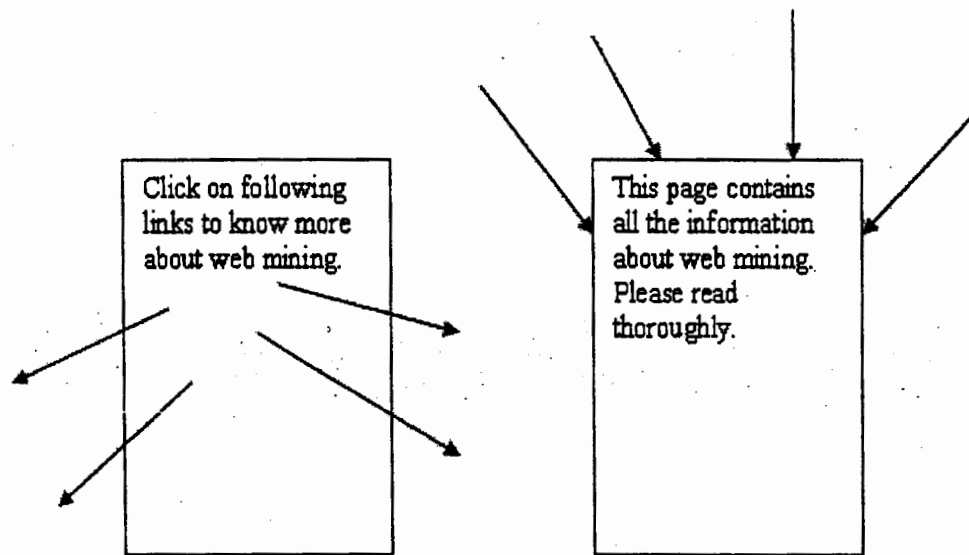 Click on following
links to know more
about web mining.
This page contains
all the information
about web mining.
Please read
thoroughly.